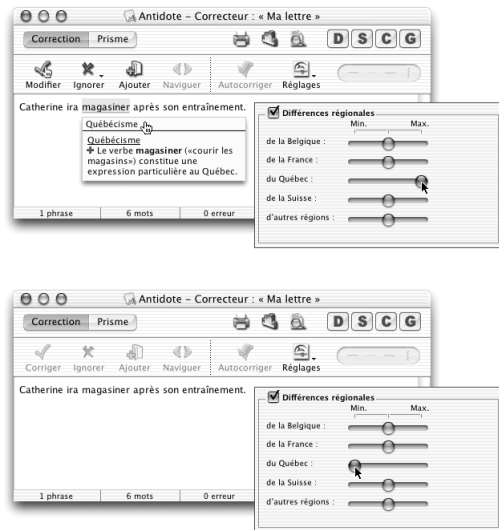 Antidote – Correcteur : « Ma lettre »
Correction Prisme D S C G
Modifier Ignorer Ajouter Naviguer Autocorriger Réglages
Catherine ira magasiner après son entraînement.
Québécisme
Québécisme
✚ Le verbe magasiner («courir les
magasins») constitue une
expression particulière au Québec.
1 phrase 6 mots 0 erreur
Différences régionales
Min. Max.
de la Belgique :
de la France :
du Québec :
de la Suisse :
d'autres régions :
Antidote – Correcteur : « Ma lettre »
Correction Prisme D S C G
Corriger Ignorer Ajouter Naviguer Autocorriger Réglages
Catherine ira magasiner après son entraînement.
1 phrase 6 mots 0 erreur
Différences régionales
Min. Max.
de la Belgique :
de la France :
du Québec :
de la Suisse :
d'autres régions :